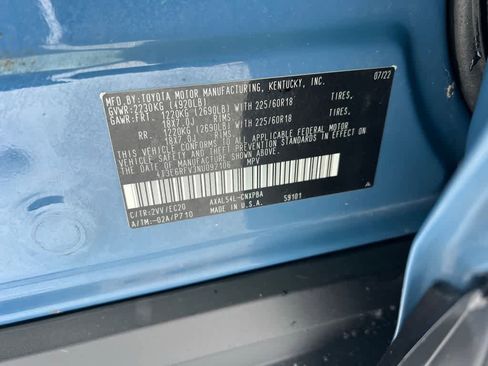 MFD.BY:TOYOTA MOTOR MANUFACTURING, KENTUCKY, INC. 07/22
GVWR:2230KG (4920LB)
GAWR:FRT. 1220KG (2690LB) WITH 225/60R18
18X7.0J RIMS
RR. 1220KG (2690LB) WITH 225/60R18
18X7.0J RIMS
THIS VEHICLE CONFORMS TO ALL APPLICABLE FEDERAL MOTOR
VEHICLE SAFETY AND THEFT PREVENTION STANDARDS IN EFFECT
ON THE DATE OF MANUFACTURE SHOWN ABOVE.
MPV
C/TR:2VV/EC20 AXAL54L-CNXPBA
A/TM:-02A/P710 MADE IN U.S.A. 59101